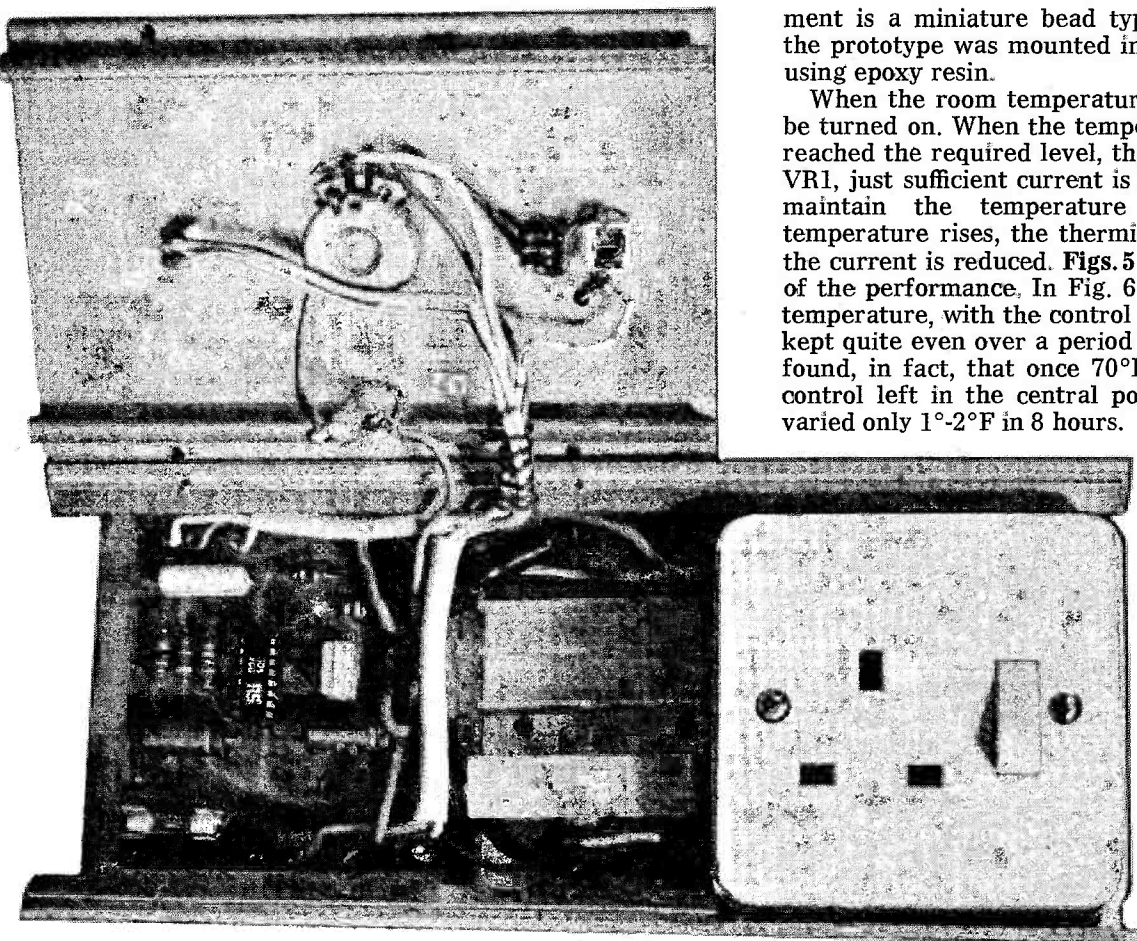 ment is a miniature bead typ
the prototype was mounted in
using epoxy resin.
When the room temperatur
be turned on. When the tempe
reached the required level, th
VR1, just sufficient current is
maintain the temperature
temperature rises, the thermi
the current is reduced. Figs. 5
of the performance. In Fig. 6
temperature, with the control
kept quite even over a period
found, in fact, that once 70°F
control left in the central po
varied only 1°-2°F in 8 hours.